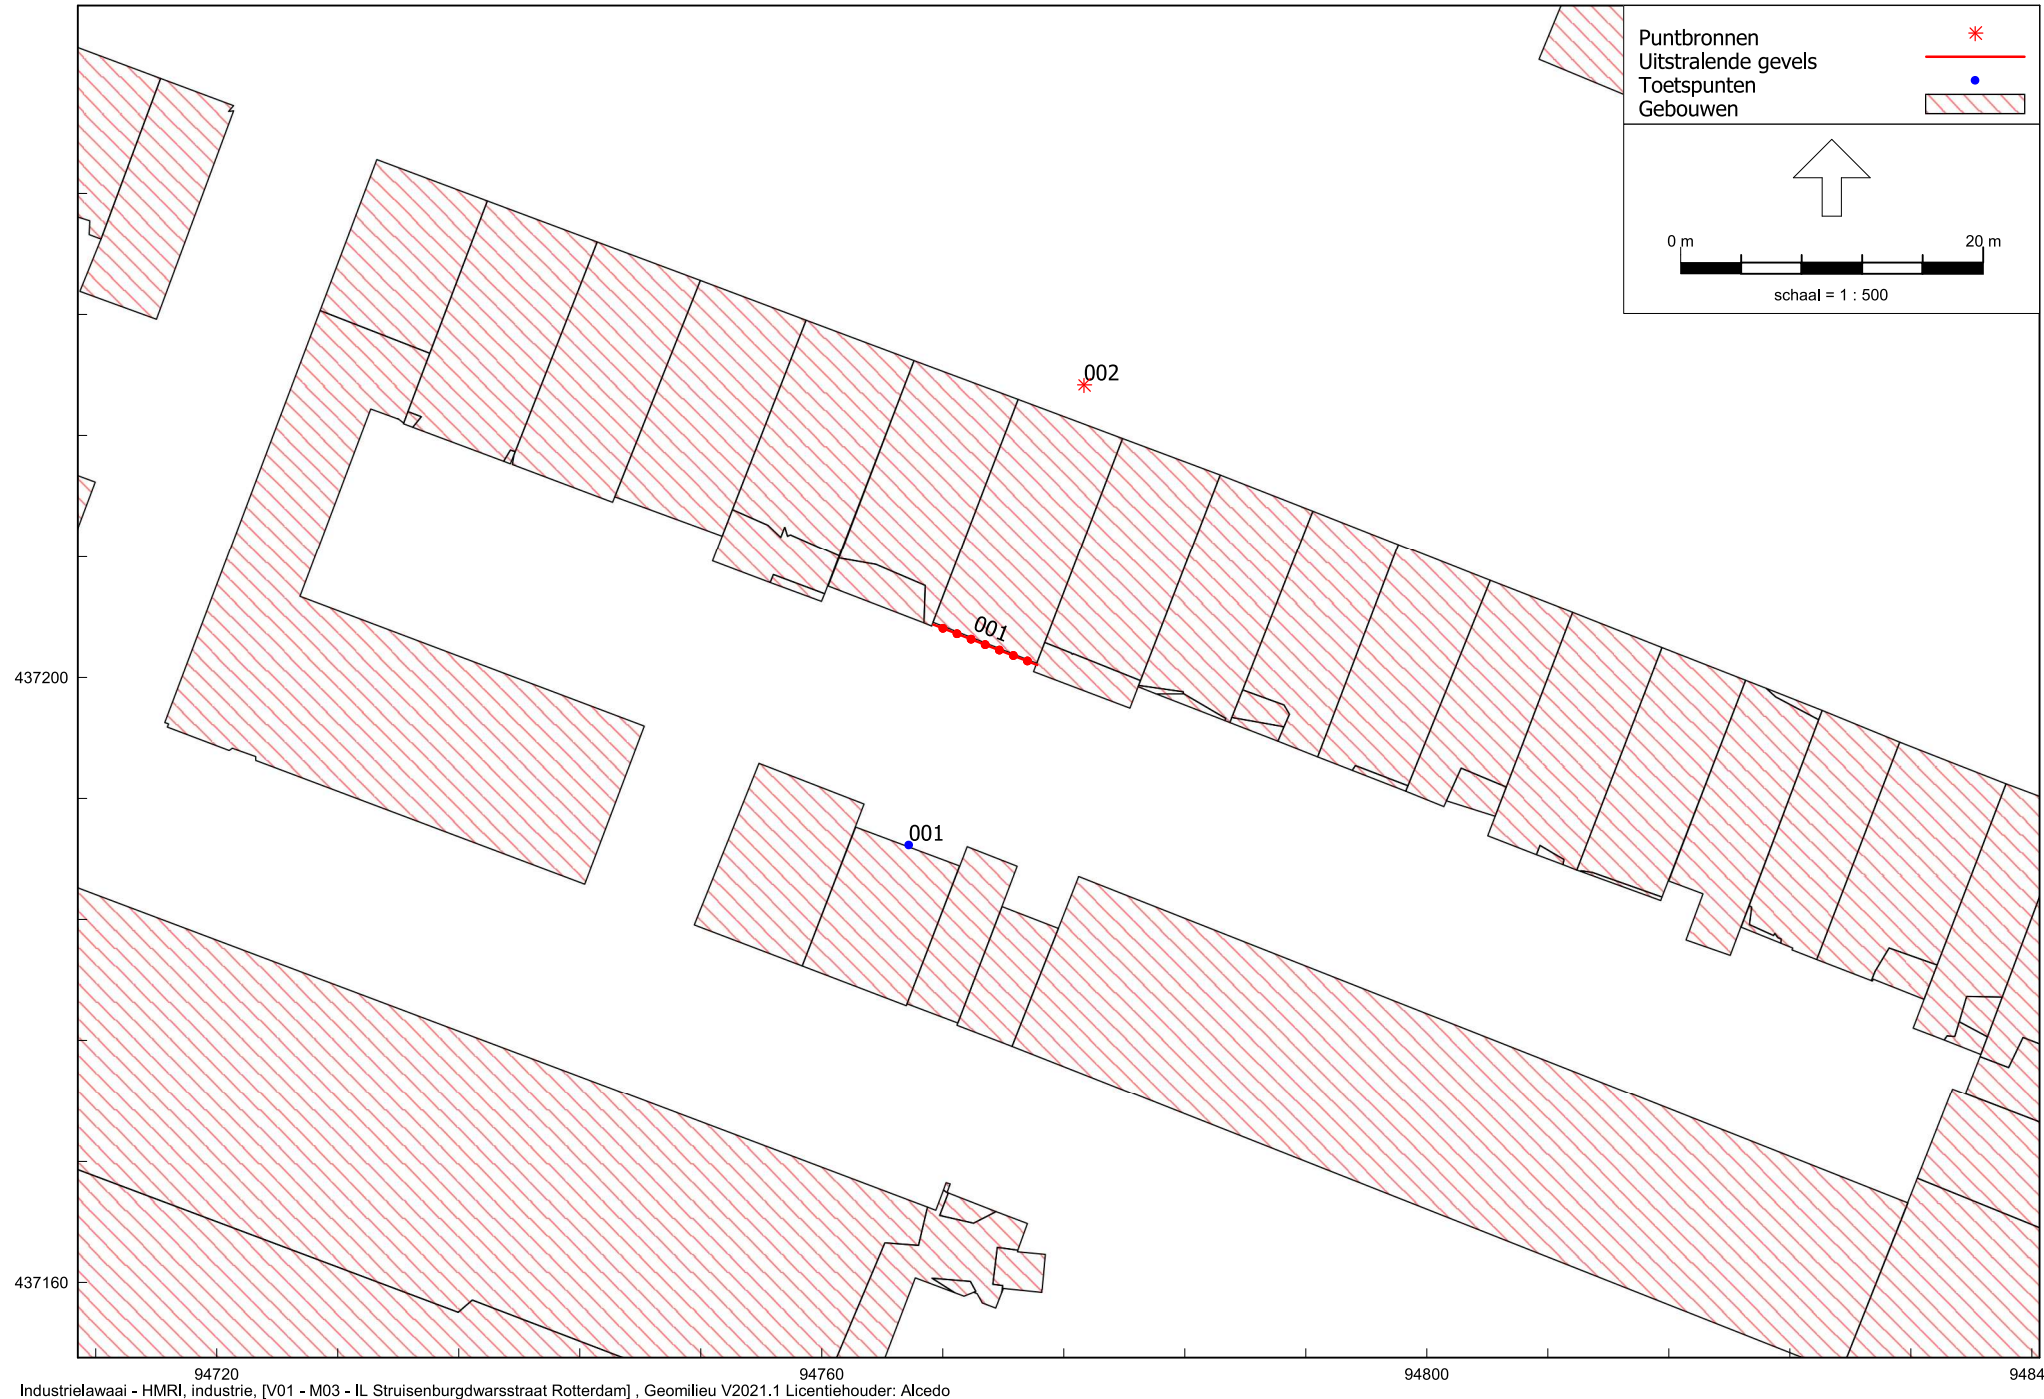 Puntbronnen
Uitstralende gevels
Toetspunten
Gebouwen
0 m 20 m
schaal = 1 : 500
002
001
437200
001
437160
94720 94760 94800 9484
Industrielawaai - HMRI, industrie, [V01 - M03 - IL Struisenburgdwarsstraat Rotterdam] , Geomilieu V2021.1 Licentiehouder: Alcedo